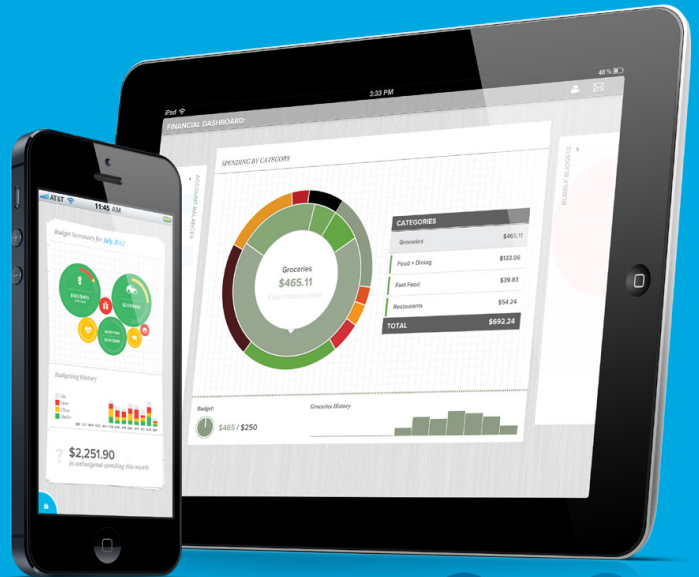 AT&T
11:45 AM
Budget Summary for July, 2012
Budgeting History
Under
$2,251.90
in unbudgeted spending this month
iPad
3:33 PM
48 %
FINANCIAL DASHBOARD:
ACCOUNT BALANCES
SPENDING BY CATEGORY
BUBBLE BUDGETS
Groceries
$465.11
CATEGORIES
Groceries $465.11
Food + Dining $133.06
Fast Food $39.83
Restaurants $54.24
TOTAL $692.24
Budget:
$465 / $250
Groceries History